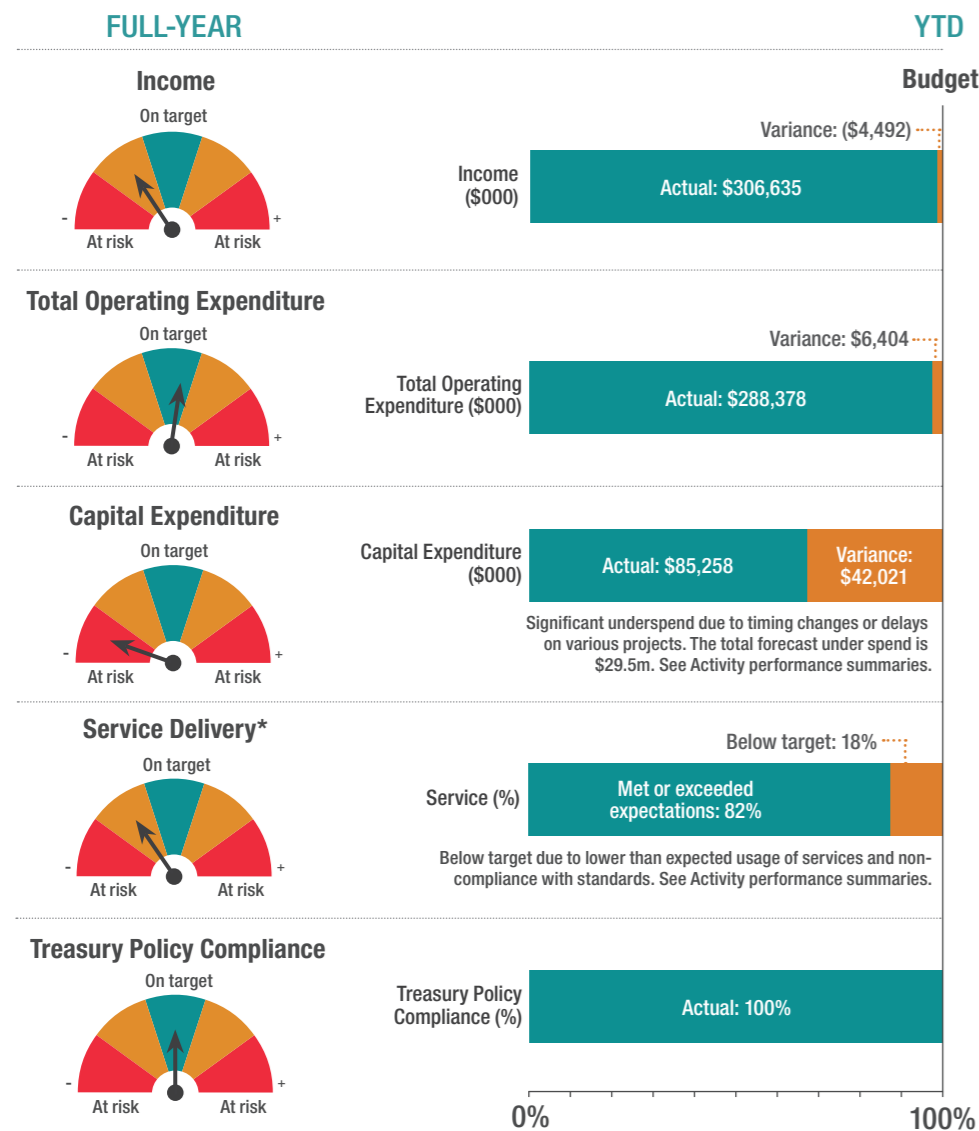 FULL-YEAR
YTD
Income
On target
-
+
At risk
At risk
Budget
Variance: ($4,492)
Income
($000)
Actual: $306,635
Total Operating Expenditure
On target
-
+
At risk
At risk
Variance: $6,404
Total Operating
Expenditure ($000)
Actual: $288,378
Capital Expenditure
On target
-
+
At risk
At risk
Capital Expenditure
($000)
Actual: $85,258
Variance:
$42,021
Significant underspend due to timing changes or delays
on various projects. The total forecast under spend is
$29.5m. See Activity performance summaries.
Service Delivery*
On target
-
+
At risk
At risk
Below target: 18%
Service (%)
Met or exceeded
expectations: 82%
Below target due to lower than expected usage of services and non-
compliance with standards. See Activity performance summaries.
Treasury Policy Compliance
On target
-
+
At risk
At risk
Treasury Policy
Compliance (%)
Actual: 100%
0%
100%